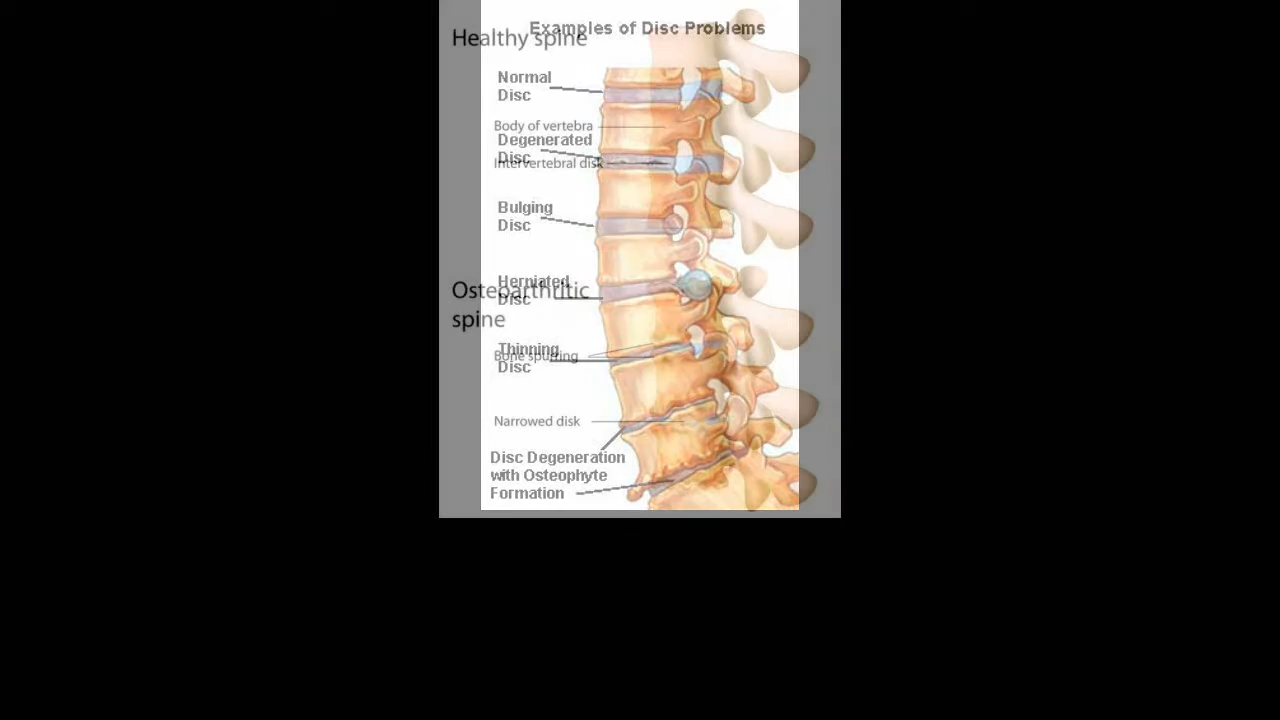 Examples of Disc Problems
Healthy spine
Normal
Disc
Body of vertebra
Degenerated
Disc
Intervertebral disk
Bulging
Disc
Herniated
Disc
Osteoarthritic
spine
Thinning
Disc
Bone spurring
Narrowed disk
Disc Degeneration
with Osteophyte
Formation